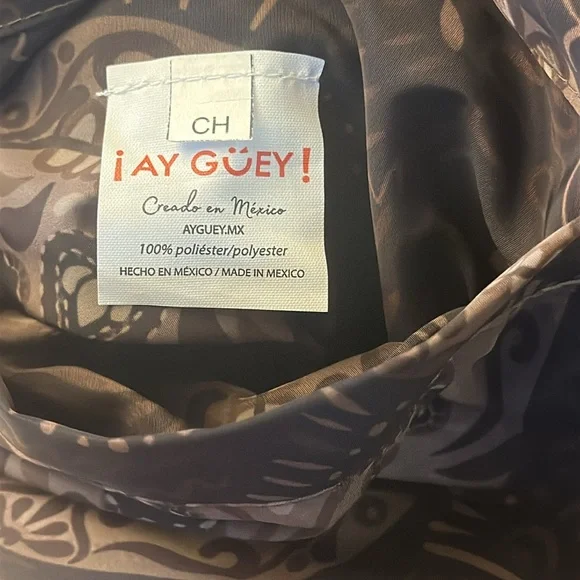 CH
¡AY GÜEY!
Creado en México
AYGUEY.MX
100% poliéster/polyester
HECHO EN MÉXICO / MADE IN MEXICO